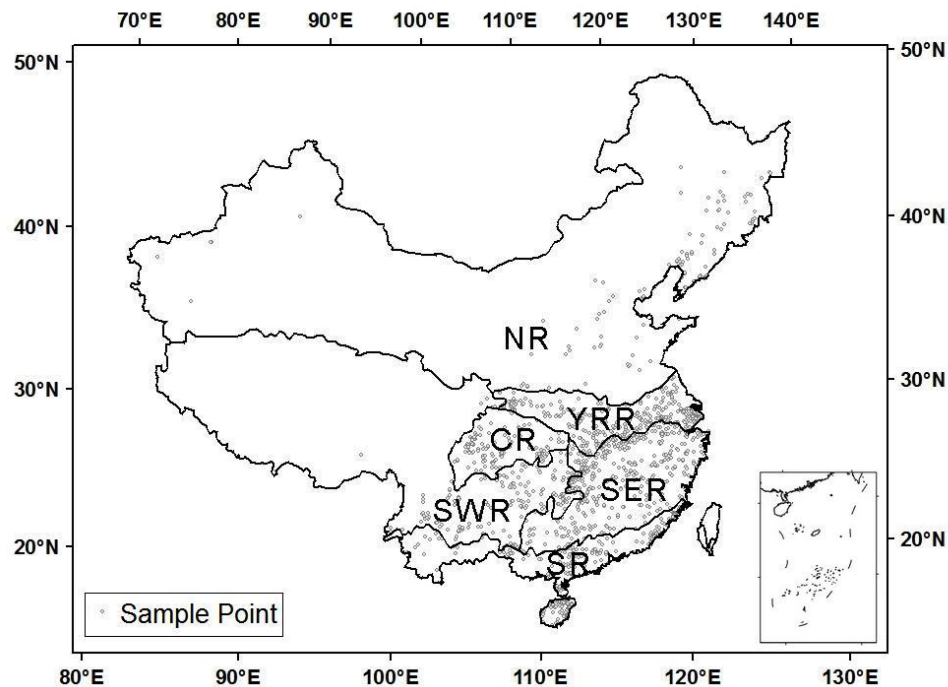 70°E 80°E 90°E 100°E 110°E 120°E 130°E 140°E
50°N 50°N
40°N 40°N
NR
30°N 30°N
YRR
CR
SER
SWR
20°N 20°N
SR
Sample Point
80°E 90°E 100°E 110°E 120°E 130°E